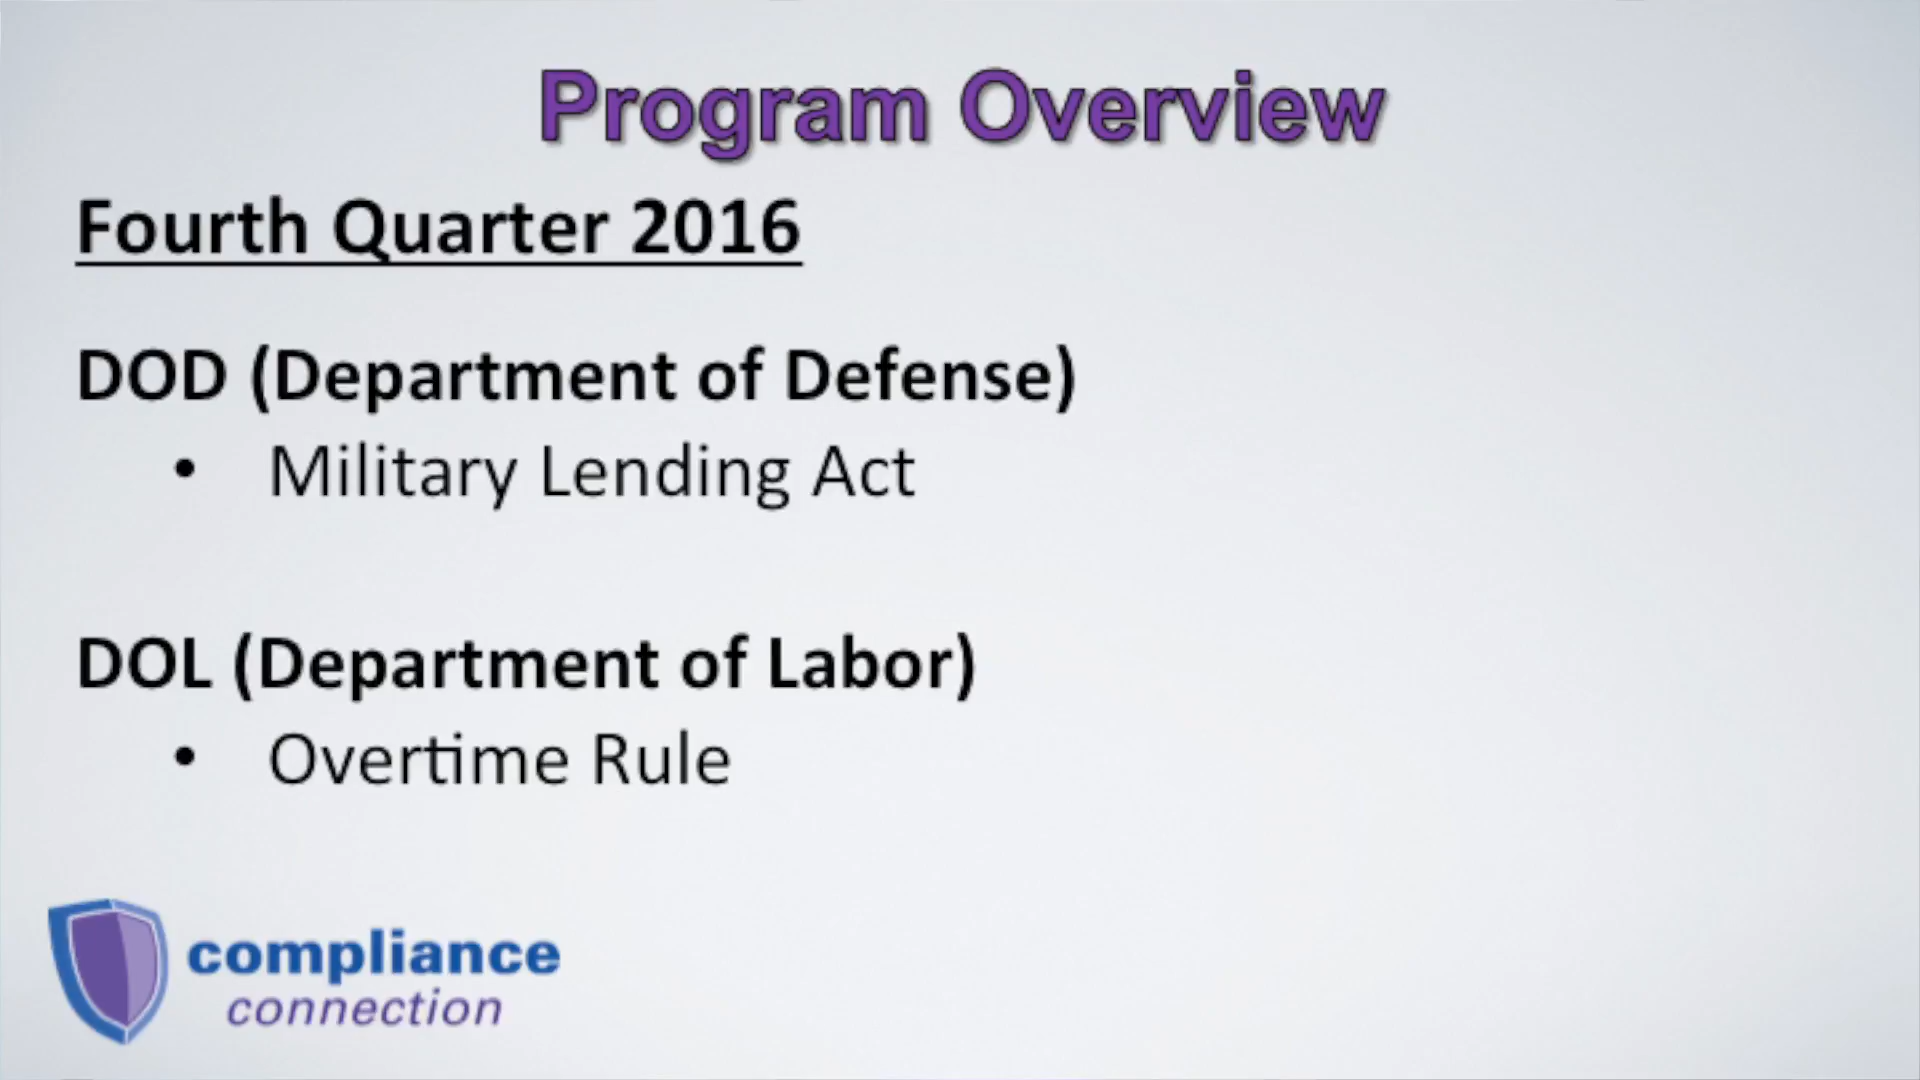 Program Overview
Fourth Quarter 2016
DOD (Department of Defense)
• Military Lending Act
DOL (Department of Labor)
• Overtime Rule
compliance
connection